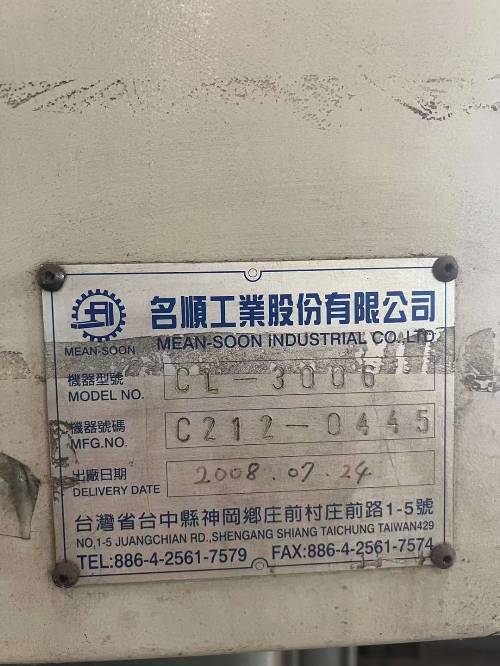 名順工業股份有限公司
MEAN-SOON
MEAN-SOON INDUSTRIAL CO.,LTD.
機器型號
MODEL NO.
CL-3006
機器號碼
MFG.NO.
C212-0445
出廠日期
DELIVERY DATE
2008.07.24
台灣省台中縣神岡鄉庄前村庄前路1-5號
NO,1-5 JUANGCHIAN RD.,SHENGANG SHIANG TAICHUNG TAIWAN429
TEL:886-4-2561-7579 FAX:886-4-2561-7574